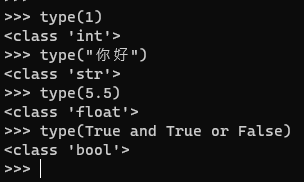 >>> type(1)
<class 'int'>
>>> type("你好")
<class 'str'>
>>> type(5.5)
<class 'float'>
>>> type(True and True or False)
<class 'bool'>
>>>